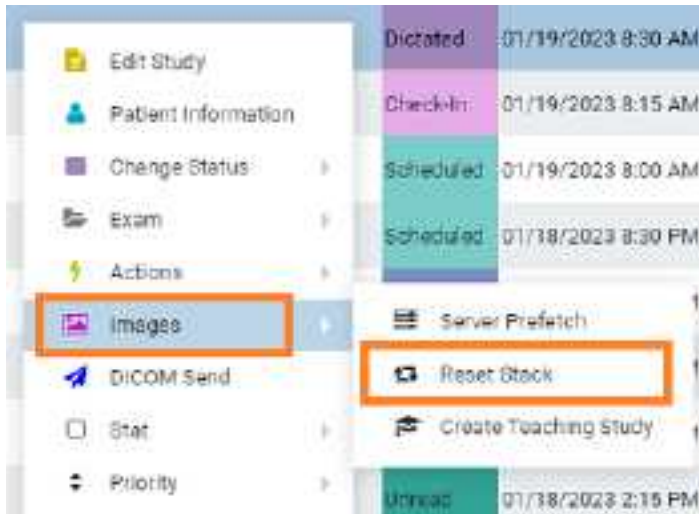 Dictated 01/19/2023 8:30 AM
Edit Study
Patient Information
Check-In 01/19/2023 8:15 AM
Change Status
Scheduled 01/19/2023 8:00 AM
Exam
Scheduled 01/18/2023 8:30 PM
Actions
Images
Server Prefetch
Reset Stack
DICOM Send
Create Teaching Study
Stat
Priority
Unread 01/18/2023 2:15 PM